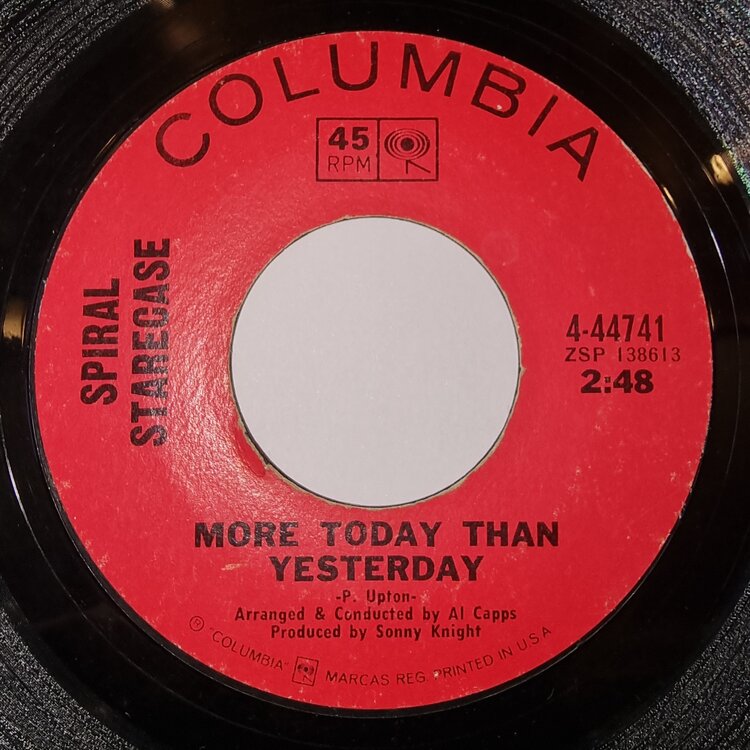 COLUMBIA
45
RPM
SPIRAL
STARECASE
4-44741
ZSP 138613
2:48
MORE TODAY THAN
YESTERDAY
-P. Upton-
Arranged & Conducted by Al Capps
Produced by Sonny Knight
® "COLUMBIA" MARCAS REG. PRINTED IN U.S.A